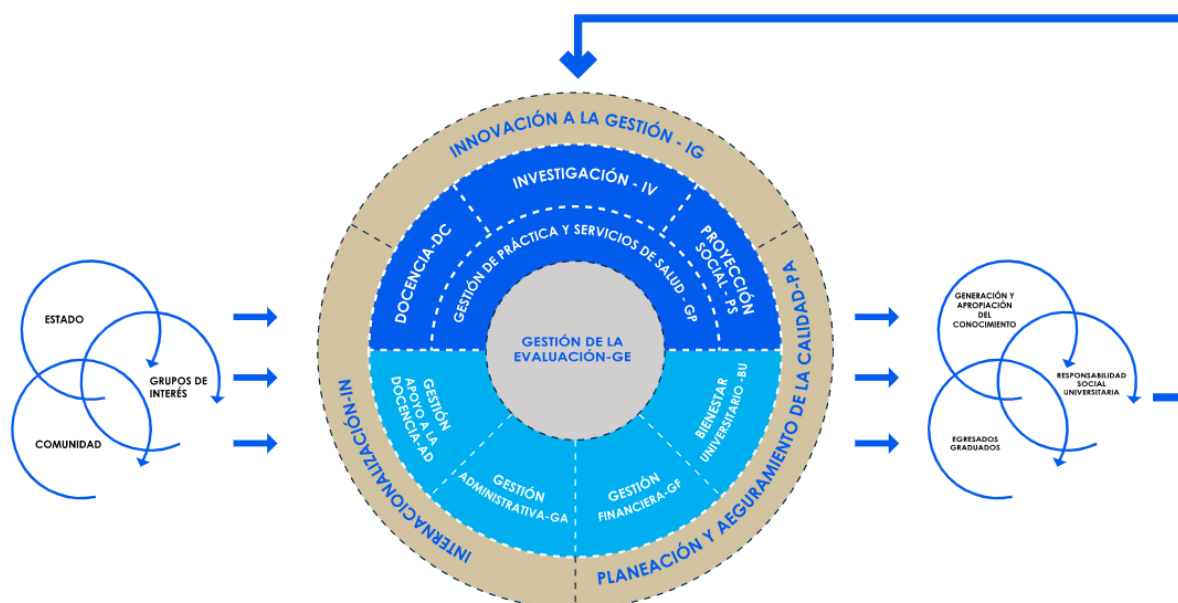 INNOVACIÓN A LA GESTIÓN - IG
INVESTIGACIÓN - IV
DOCENCIA-DC
PROYECCIÓN
SOCIAL- PS
GESTIÓN DE PRÁCTICA Y SERVICIOS DE SALUD - GP
GESTIÓN DE LA
EVALUACIÓN-GE
ESTADO
GRUPOS DE
INTERÉS
COMUNIDAD
GESTIÓN
APOYO A LA
DOCENCIA-AD
GESTIÓN
ADMINISTRATIVA-GA
GESTIÓN
FINANCIERA-GF
BIENESTAR
UNIVERSITARIO -BU
INTERNACIONALIZACIÓN-IN
PLANEACIÓN Y AEGURAMIENTO DE LA CALIDAD-PA
GENERACIÓN Y
APROPIACIÓN
DEL
CONOCIMIENTO
RESPONSABILIDAD
SOCIAL
UNIVERSITARIA
EGRESADOS
GRADUADOS